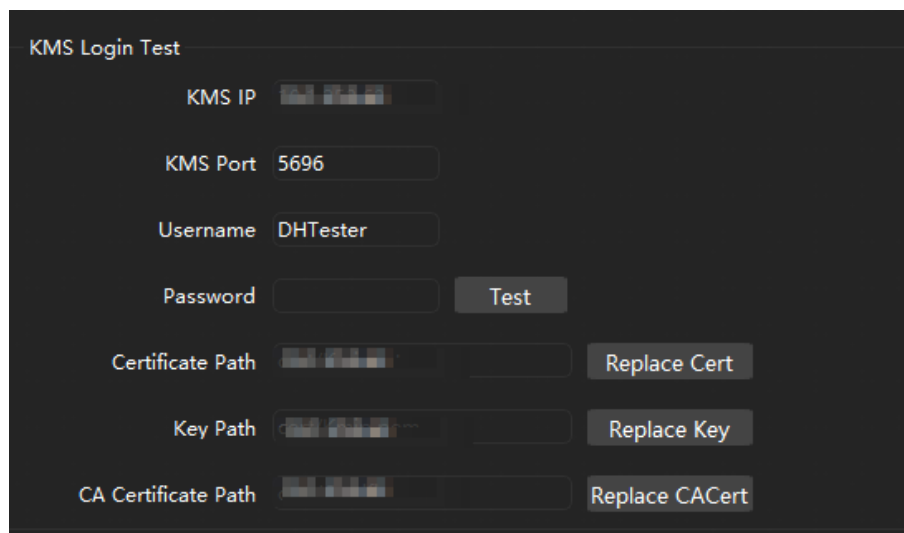 KMS Login Test
KMS IP
KMS Port 5696
Username DHTester
Password Test
Certificate Path Replace Cert
Key Path Replace Key
CA Certificate Path Replace CACert